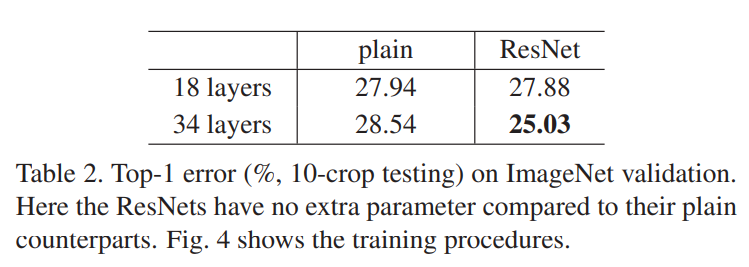 plain ResNet
18 layers 27.94 27.88
34 layers 28.54 25.03
Table 2. Top-1 error (%, 10-crop testing) on ImageNet validation.
Here the ResNets have no extra parameter compared to their plain
counterparts. Fig. 4 shows the training procedures.